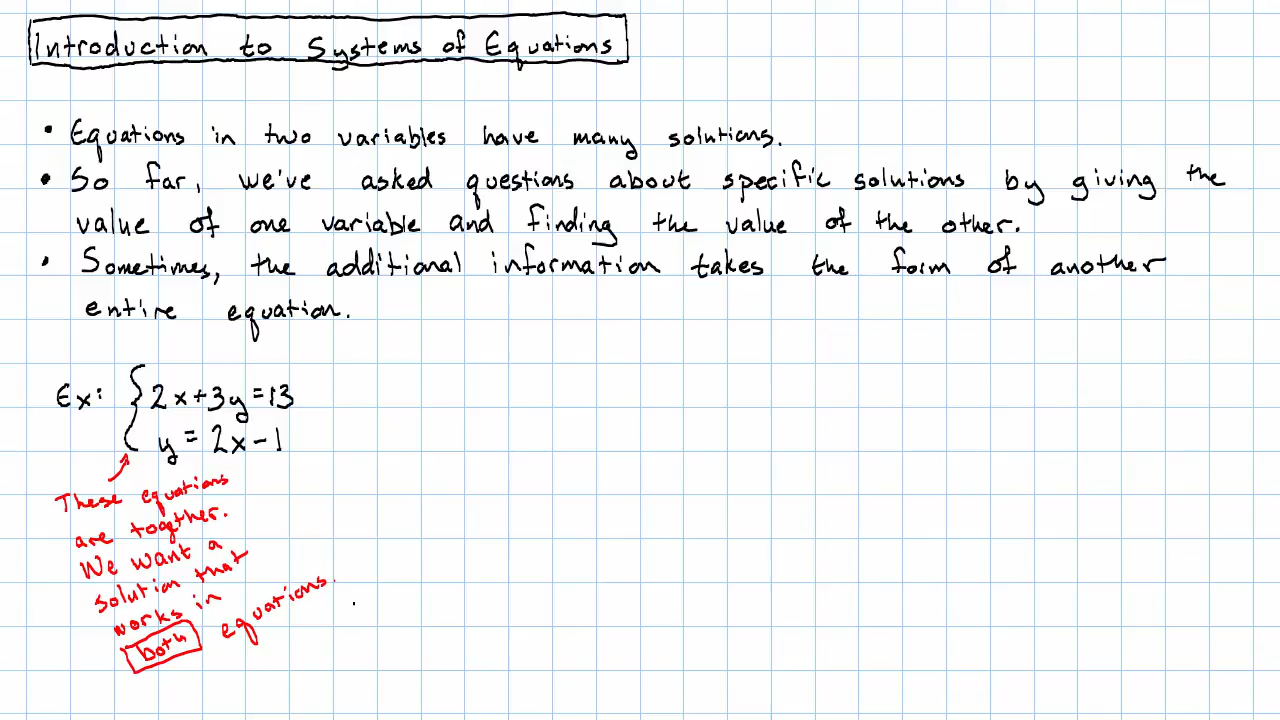 Introduction to Systems of Equations
• Equations in two variables have many solutions.
• So far, we've asked questions about specific solutions by giving the
value of one variable and finding the value of the other.
• Sometimes, the additional information takes the form of another
entire equation.
Ex: { 2x+3y=13
y = 2x-1
These equations
are together.
We want a
solution that
works in
both equations.